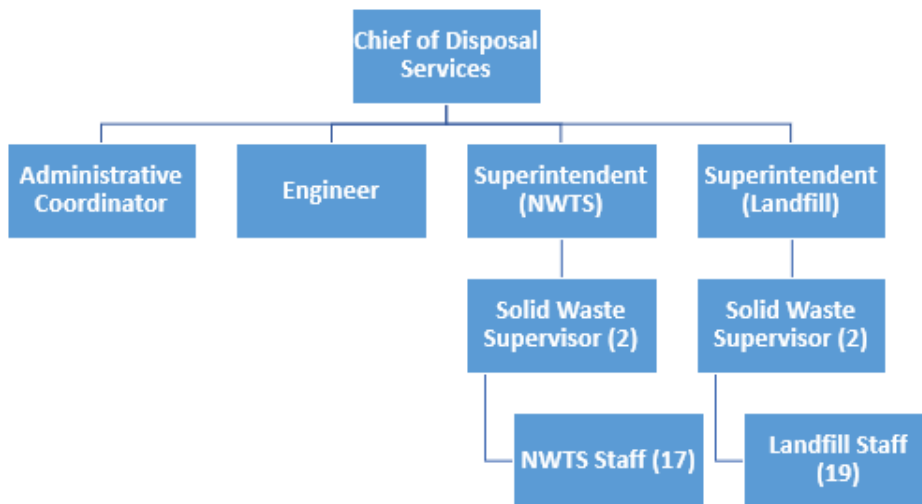 Chief of Disposal
Services
Administrative
Coordinator
Engineer
Superintendent
(NWTS)
Superintendent
(Landfill)
Solid Waste
Supervisor (2)
Solid Waste
Supervisor (2)
NWTS Staff (17)
Landfill Staff
(19)